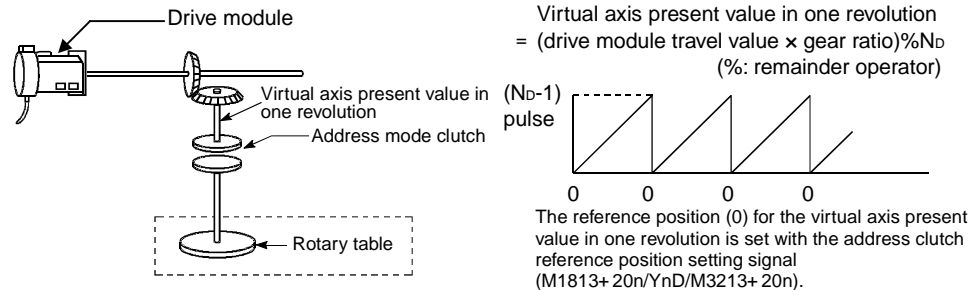 Drive module
Virtual axis present value in
one revolution
Address mode clutch
Rotary table
Virtual axis present value in one revolution
= (drive module travel value × gear ratio)%ND
(%: remainder operator)
(ND-1)
pulse
0 0 0 0
The reference position (0) for the virtual axis present
value in one revolution is set with the address clutch
reference position setting signal
(M1813+ 20n/YnD/M3213+ 20n).